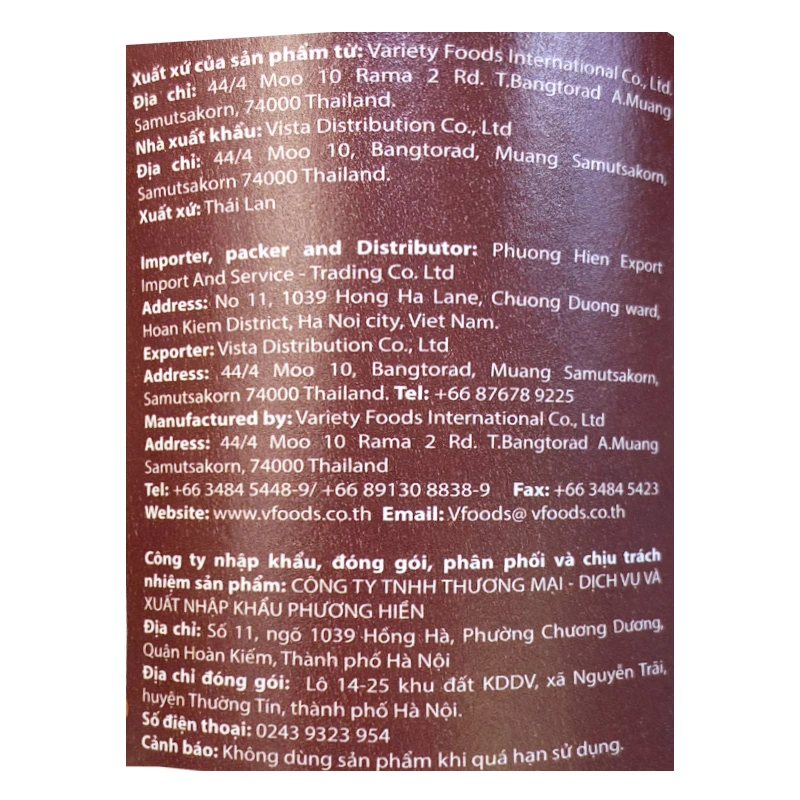 Xuất xứ của sản phẩm từ: Variety Foods International Co., Ltd.
Địa chỉ: 44/4 Moo 10 Rama 2 Rd. T.Bangtorad A.Muang
Samutsakorn, 74000 Thailand.
Nhà xuất khẩu: Vista Distribution Co., Ltd
Địa chỉ: 44/4 Moo 10, Bangtorad, Muang Samutsakorn,
Samutsakorn 74000 Thailand.
Xuất xứ: Thái Lan
Importer, packer and Distributor: Phuong Hien Export
Import And Service - Trading Co. Ltd
Address: No 11, 1039 Hong Ha Lane, Chuong Duong ward,
Hoan Kiem District, Ha Noi city, Viet Nam.
Exporter: Vista Distribution Co., Ltd
Address: 44/4 Moo 10, Bangtorad, Muang Samutsakorn,
Samutsakorn 74000 Thailand. Tel: +66 87678 9225
Manufactured by: Variety Foods International Co., Ltd
Address: 44/4 Moo 10 Rama 2 Rd. T.Bangtorad A.Muang
Samutsakorn, 74000 Thailand
Tel: +66 3484 5448-9/ +66 89130 8838-9 Fax: +66 3484 5423
Website: www.vfoods.co.th Email: Vfoods@ vfoods.co.th
Công ty nhập khẩu, đóng gói, phân phối và chịu trách
nhiệm sản phẩm: CÔNG TY TNHH THƯƠNG MẠI - DỊCH VỤ VÀ
XUẤT NHẬP KHẨU PHƯƠNG HIỀN
Địa chỉ: Số 11, ngõ 1039 Hồng Hà, Phường Chương Dương,
Quận Hoàn Kiếm, Thành phố Hà Nội
Địa chỉ đóng gói: Lô 14-25 khu đất KDDV, xã Nguyễn Trãi,
huyện Thường Tín, thành phố Hà Nội.
Số điện thoại: 0243 9323 954
Cảnh báo: Không dùng sản phẩm khi quá hạn sử dụng.